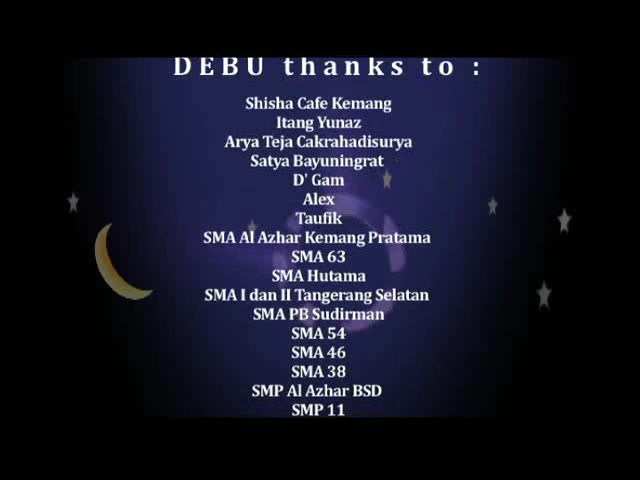 DEBU thanks to :
Shisha Cafe Kemang
Itang Yunaz
Arya Teja Cakrahadisurya
Satya Bayuningrat
D' Gam
Alex
Taufik
SMA Al Azhar Kemang Pratama
SMA 63
SMA Hutama
SMA I dan II Tangerang Selatan
SMA PB Sudirman
SMA 54
SMA 46
SMA 38
SMP Al Azhar BSD
SMP 11